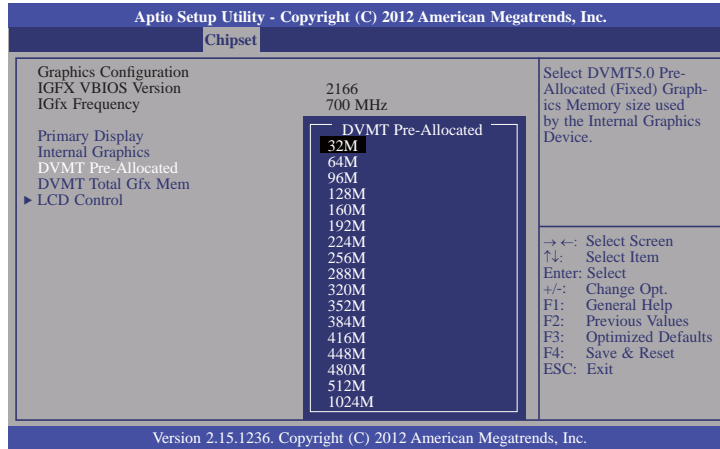 Aptio Setup Utility - Copyright (C) 2012 American Megatrends, Inc.
Chipset
Graphics Configuration
IGFX VBIOS Version 2166
IGfx Frequency 700 MHz
Primary Display
Internal Graphics
DVMT Pre-Allocated
DVMT Total Gfx Mem
▶ LCD Control
DVMT Pre-Allocated
32M
64M
96M
128M
160M
192M
224M
256M
288M
320M
352M
384M
416M
448M
480M
512M
1024M
Select DVMT5.0 Pre-
Allocated (Fixed) Graph-
ics Memory size used
by the Internal Graphics
Device.
→←: Select Screen
↑↓: Select Item
Enter: Select
+/-: Change Opt.
F1: General Help
F2: Previous Values
F3: Optimized Defaults
F4: Save & Reset
ESC: Exit
Version 2.15.1236. Copyright (C) 2012 American Megatrends, Inc.